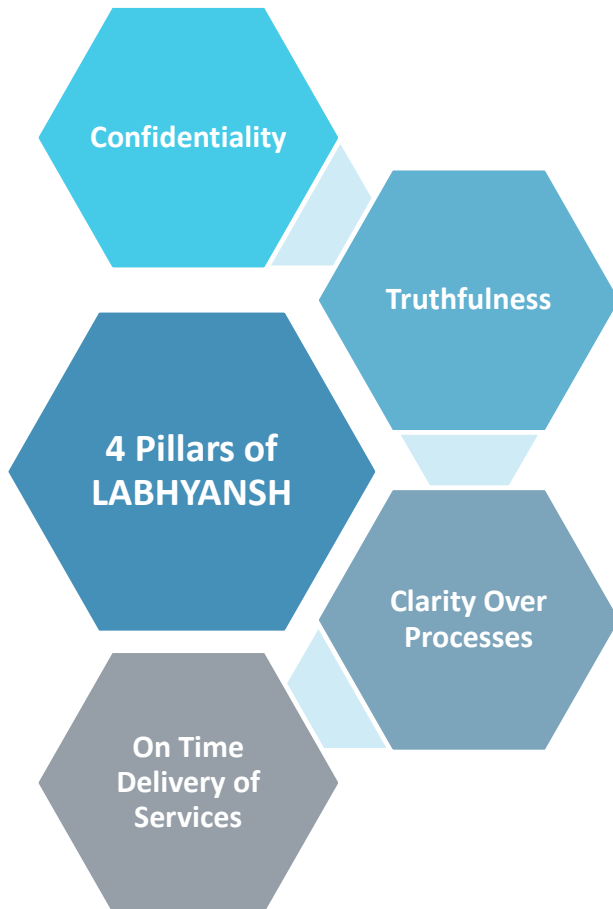 Confidentiality
Truthfulness
4 Pillars of
LABHYANSH
Clarity Over
Processes
On Time
Delivery of
Services